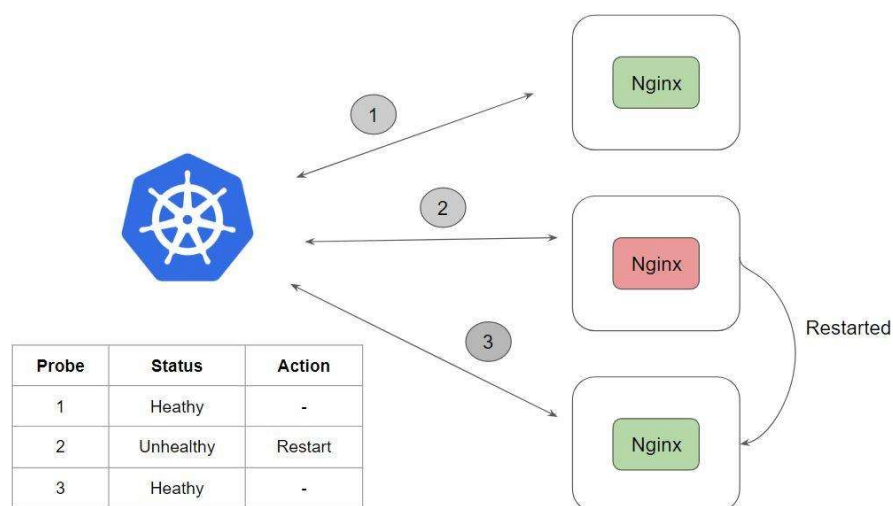 Nginx
1
2
Nginx
Restarted
3
Nginx
Probe Status Action
1 Heathy -
2 Unhealthy Restart
3 Heathy -